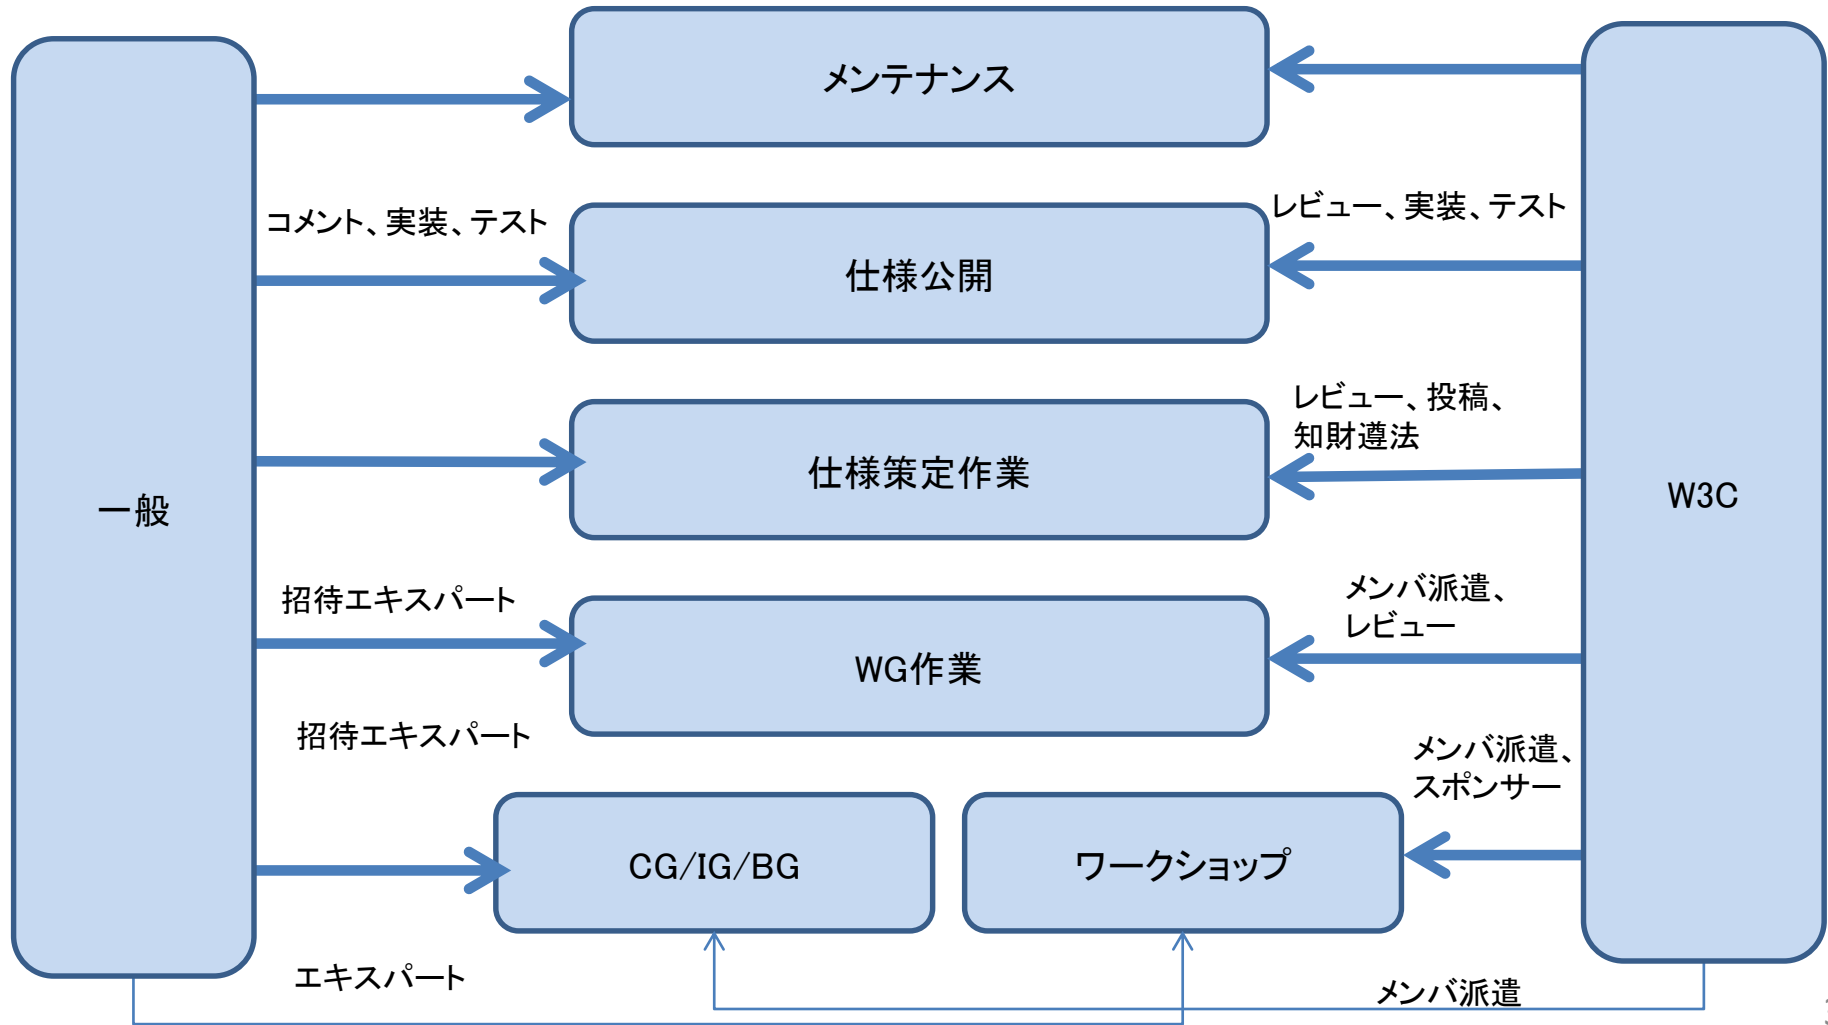 メンテナンス
コメント、実装、テスト
レビュー、実装、テスト
仕様公開
レビュー、投稿、
知財遵法
仕様策定作業
一般
W3C
招待エキスパート
メンバ派遣、
レビュー
WG作業
招待エキスパート
メンバ派遣、
スポンサー
CG/IG/BG
ワークショップ
エキスパート
メンバ派遣